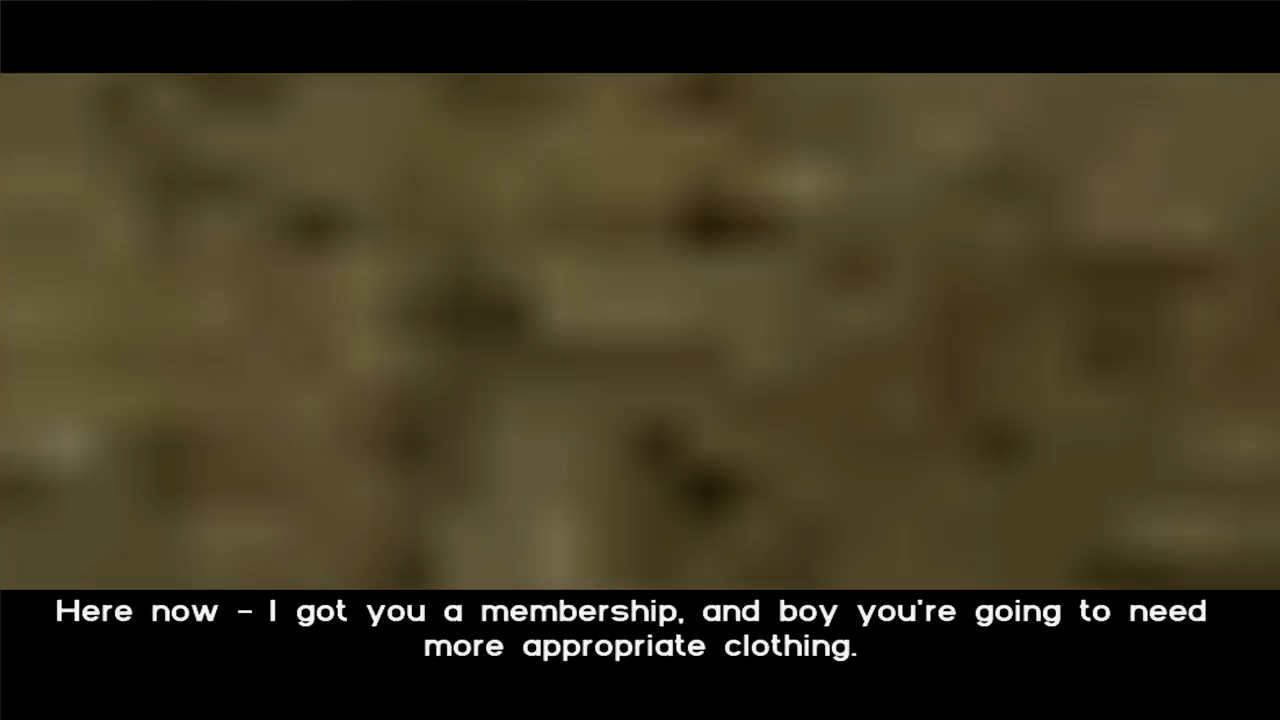 Here now - I got you a membership, and boy you're going to need
more appropriate clothing.